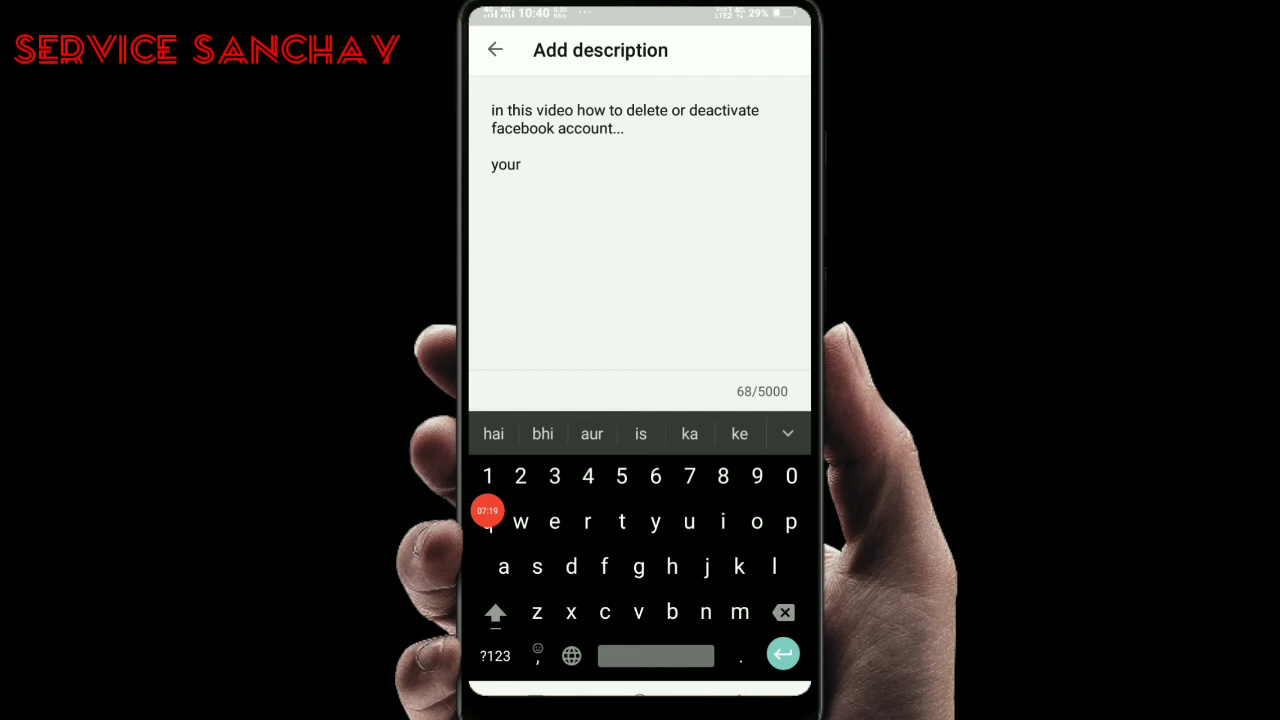 SERVICE SANCHAY
10:40 29%
Add description
in this video how to delete or deactivate
facebook account...
your
68/5000
hai bhi aur is ka ke
1 2 3 4 5 6 7 8 9 0
07:19
w e r t y u i o p
a s d f g h j k l
z x c v b n m
?123 , .